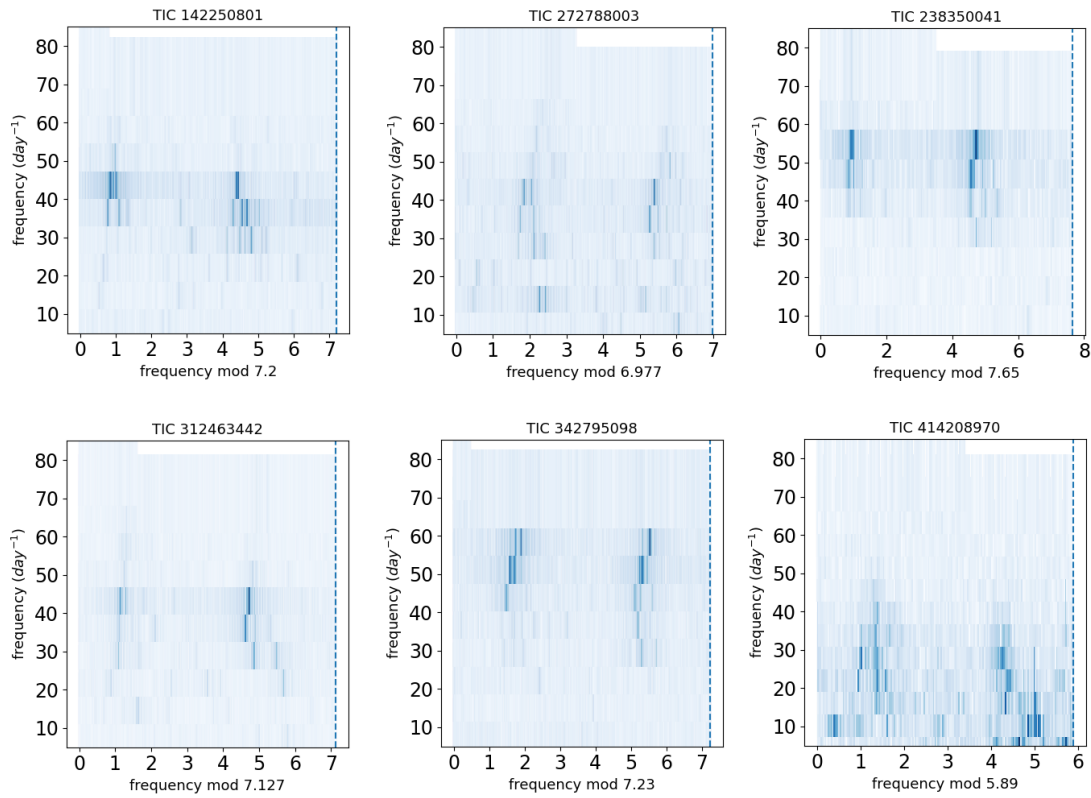 TIC 142250801
80
70
60
50
40
30
20
10
frequency (day⁻¹)
0 1 2 3 4 5 6 7
frequency mod 7.2
TIC 272788003
80
70
60
50
40
30
20
10
frequency (day⁻¹)
0 1 2 3 4 5 6 7
frequency mod 6.977
TIC 238350041
80
70
60
50
40
30
20
10
frequency (day⁻¹)
0 2 4 6 8
frequency mod 7.65
TIC 312463442
80
70
60
50
40
30
20
10
frequency (day⁻¹)
0 1 2 3 4 5 6 7
frequency mod 7.127
TIC 342795098
80
70
60
50
40
30
20
10
frequency (day⁻¹)
0 1 2 3 4 5 6 7
frequency mod 7.23
TIC 414208970
80
70
60
50
40
30
20
10
frequency (day⁻¹)
0 1 2 3 4 5 6
frequency mod 5.89